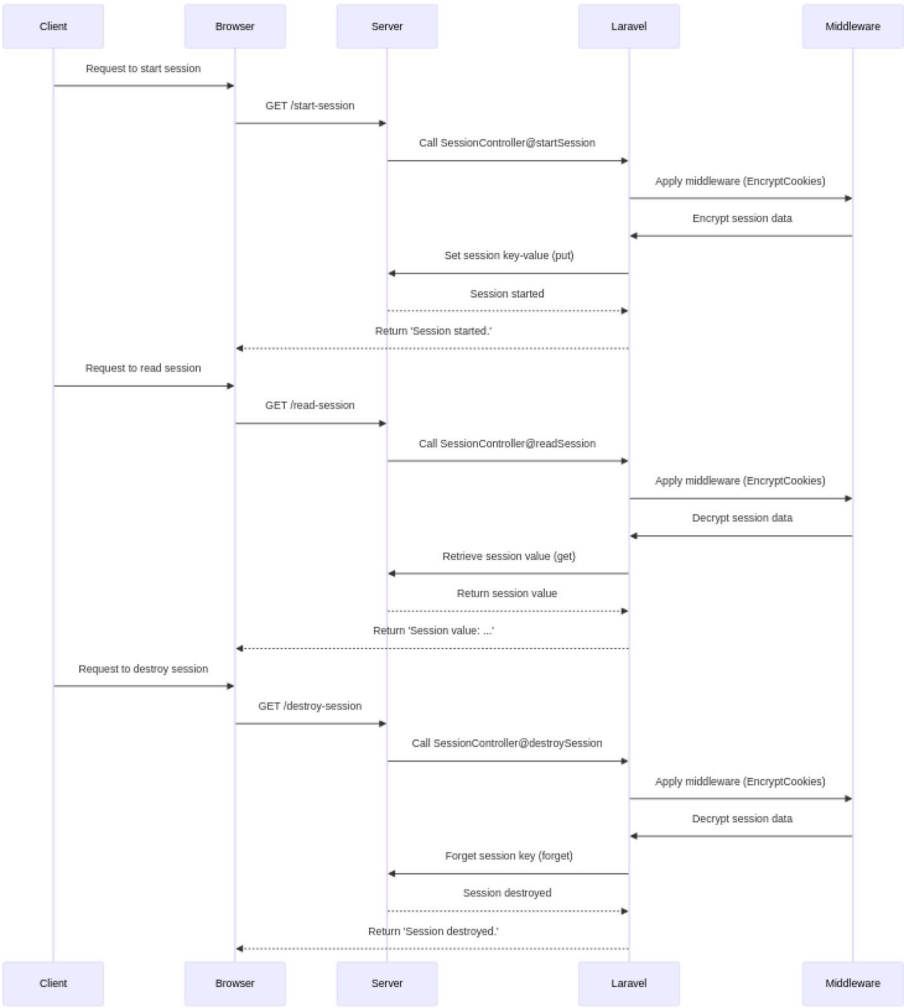 Client
Browser
Server
Laravel
Middleware
Request to start session
GET /start-session
Call SessionController@startSession
Apply middleware (EncryptCookies)
Encrypt session data
Set session key-value (put)
Session started
Return 'Session started.'
Request to read session
GET /read-session
Call SessionController@readSession
Apply middleware (EncryptCookies)
Decrypt session data
Retrieve session value (get)
Return session value
Return 'Session value: ...'
Request to destroy session
GET /destroy-session
Call SessionController@destroySession
Apply middleware (EncryptCookies)
Decrypt session data
Forget session key (forget)
Session destroyed
Return 'Session destroyed.'
Client
Browser
Server
Laravel
Middleware